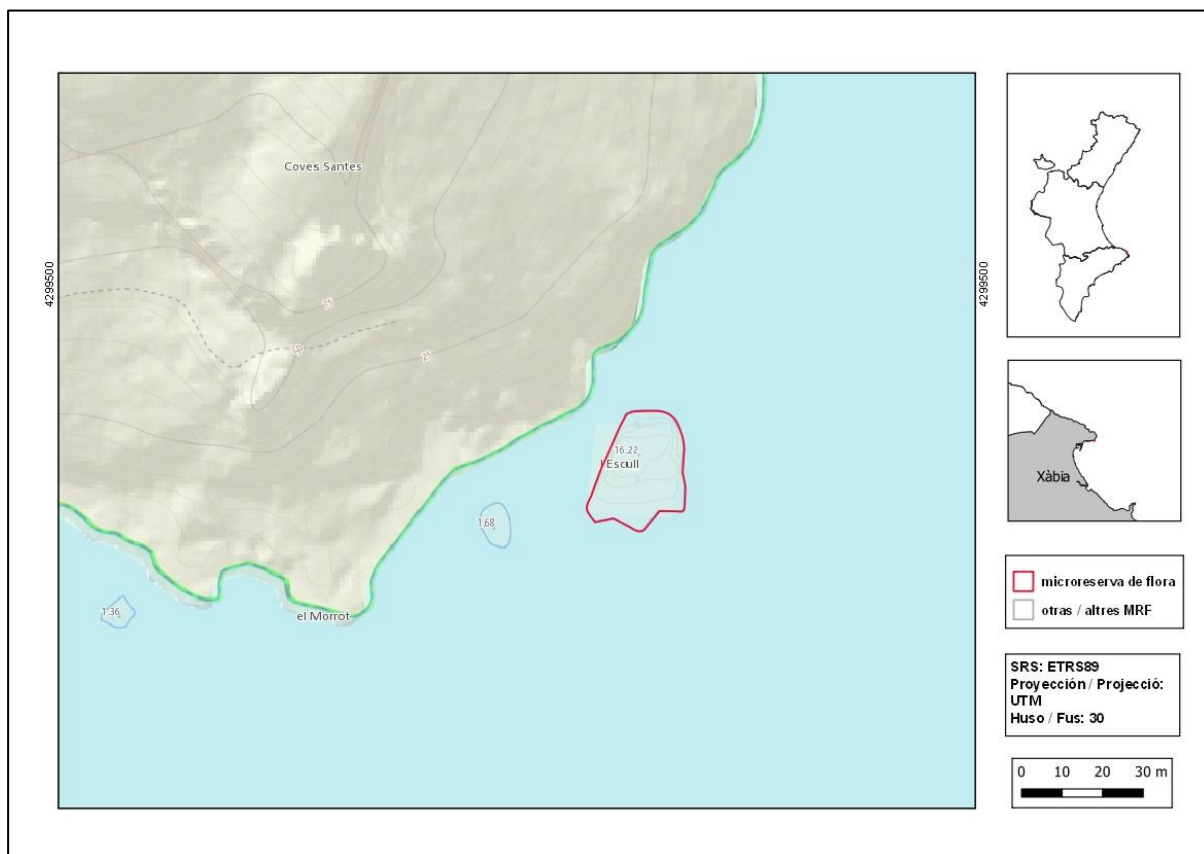 Coves Santes
4299500
4299500
75
50
25
16.22
l'Escull
1.68
1.36
el Morrot
Xàbia
microreserva de flora
otras / altres MRF
SRS: ETRS89
Proyección / Projecció:
UTM
Huso / Fus: 30
0 10 20 30 m